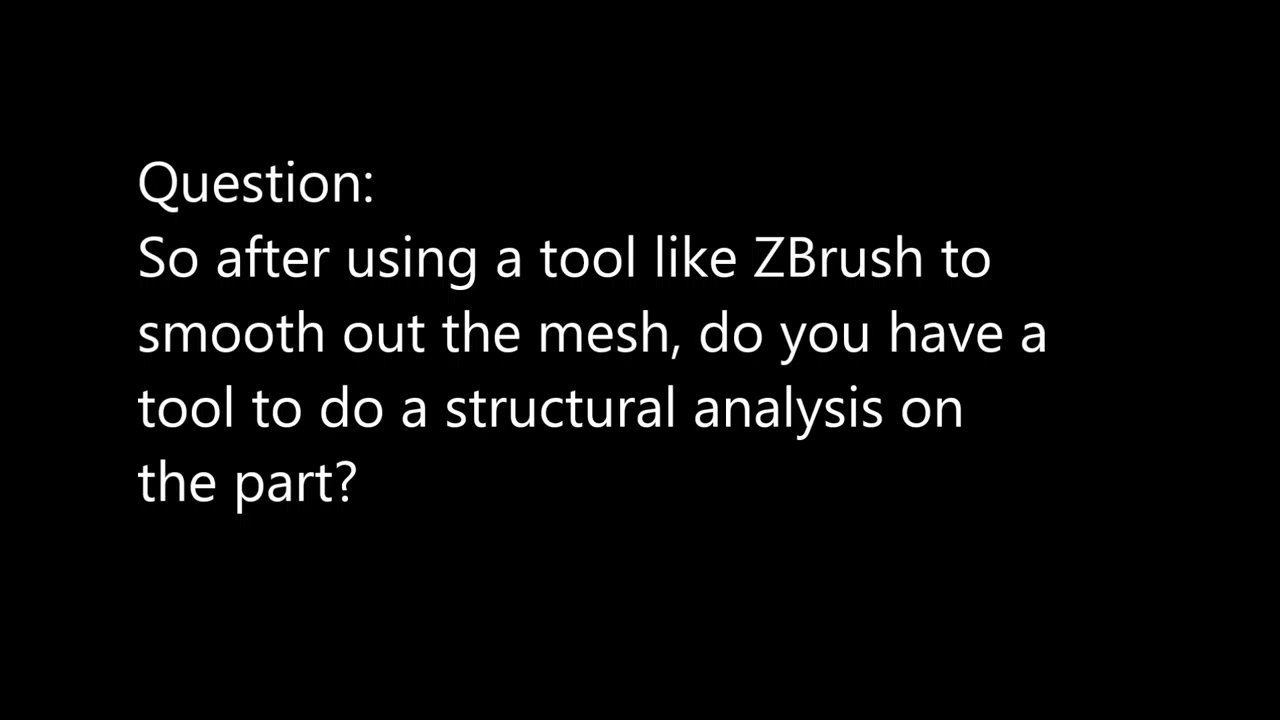 Question:
So after using a tool like ZBrush to
smooth out the mesh, do you have a
tool to do a structural analysis on
the part?